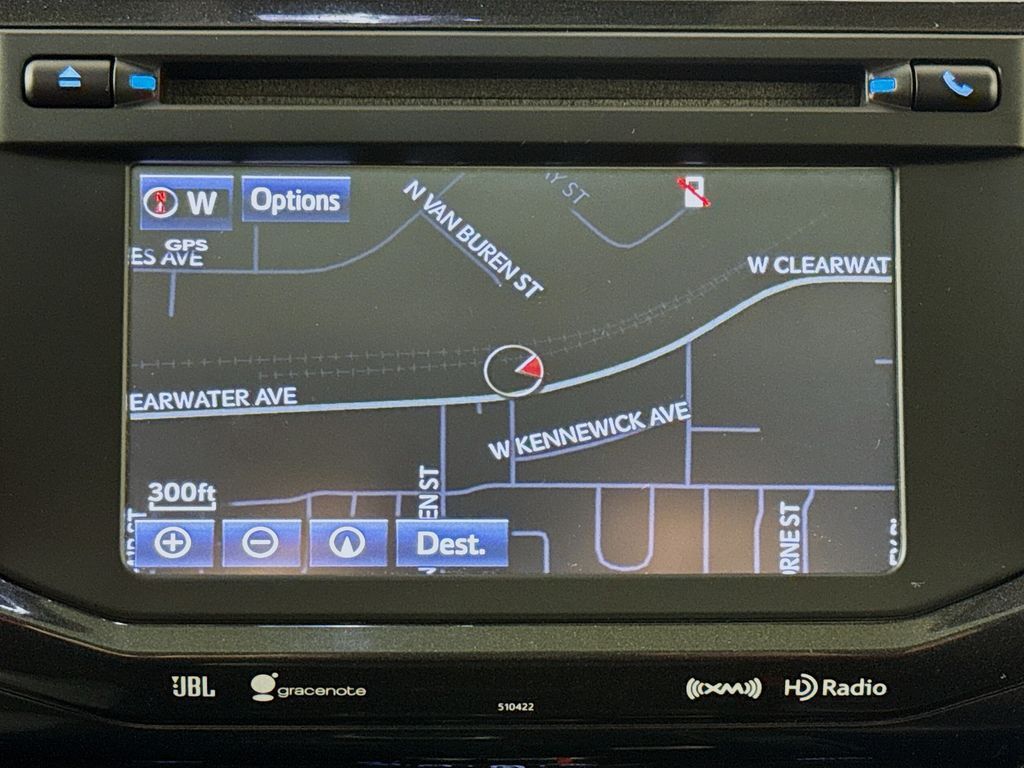 N W
Options
Y ST
N VAN BUREN ST
GPS
ES AVE
W CLEARWAT
EARWATER AVE
W KENNEWICK AVE
300ft
EN ST
RNE ST
Dest.
JBL
gracenote
510422
((XM))
HD Radio